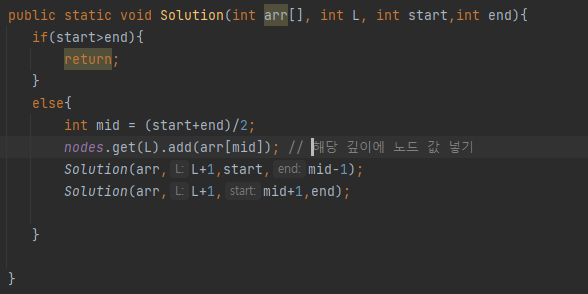 public static void Solution(int arr[], int L, int start,int end){
if(start>end){
return;
}
else{
int mid = (start+end)/2;
nodes.get(L).add(arr[mid]); // 해당 깊이에 노드 값 넣기
Solution(arr, L: L+1,start, end: mid-1);
Solution(arr, L: L+1, start: mid+1,end);
}
}